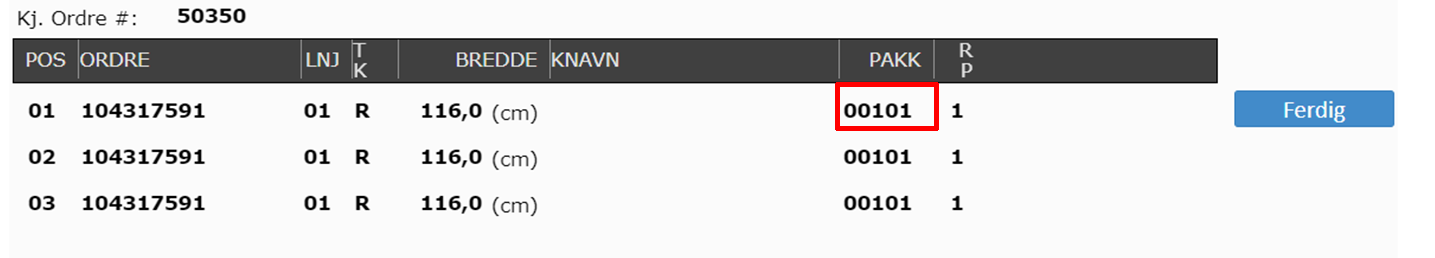 Kj. Ordre #: 50350
POS ORDRE LNJ TK BREDDE KNAVN PAKK RP
01 104317591 01 R 116,0 (cm) 00101 1 Ferdig
02 104317591 01 R 116,0 (cm) 00101 1
03 104317591 01 R 116,0 (cm) 00101 1